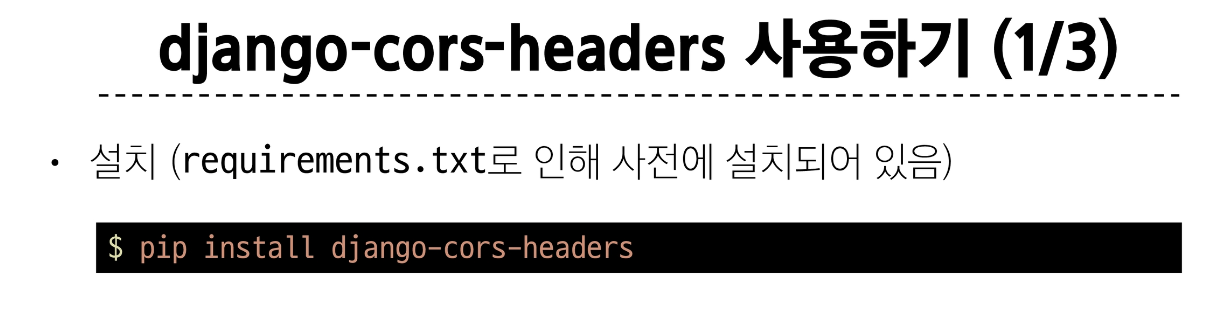 django-cors-headers 사용하기 (1/3)
• 설치 (requirements.txt로 인해 사전에 설치되어 있음)
$ pip install django-cors-headers